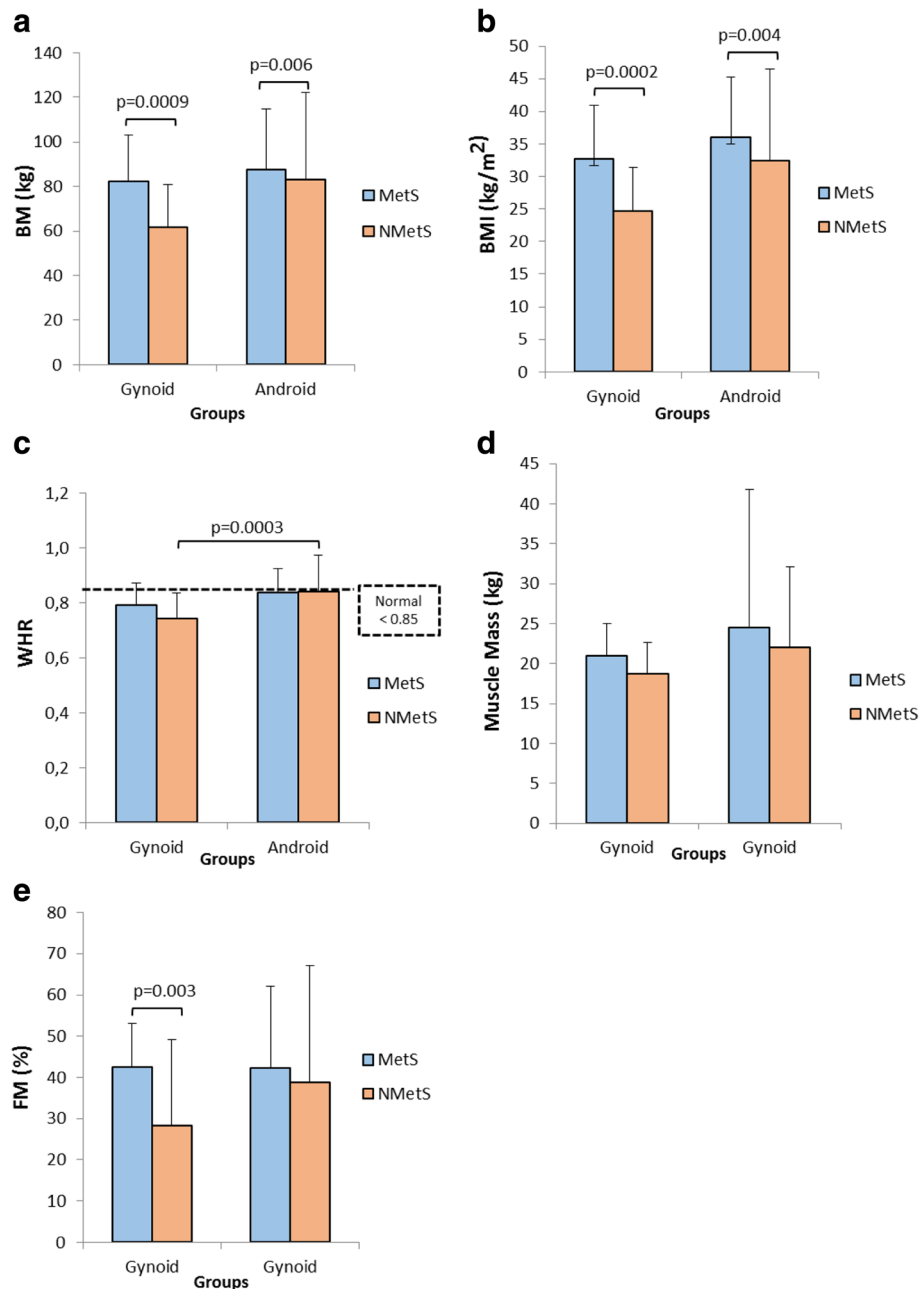 a
140
120
100
80
60
40
20
0
BM (kg)
p=0.0009
p=0.006
Gynoid
Android
Groups
MetS
NMetS
b
50
45
40
35
30
25
20
15
10
5
0
BMI (kg/m²)
p=0.0002
p=0.004
Gynoid
Android
Groups
MetS
NMetS
c
1,2
1,0
0,8
0,6
0,4
0,2
0,0
WHR
p=0.0003
Normal
< 0.85
Gynoid
Android
Groups
MetS
NMetS
d
45
40
35
30
25
20
15
10
5
0
Muscle Mass (kg)
Gynoid
Gynoid
Groups
MetS
NMetS
e
80
70
60
50
40
30
20
10
0
FM (%)
p=0.003
Gynoid
Gynoid
Groups
MetS
NMetS